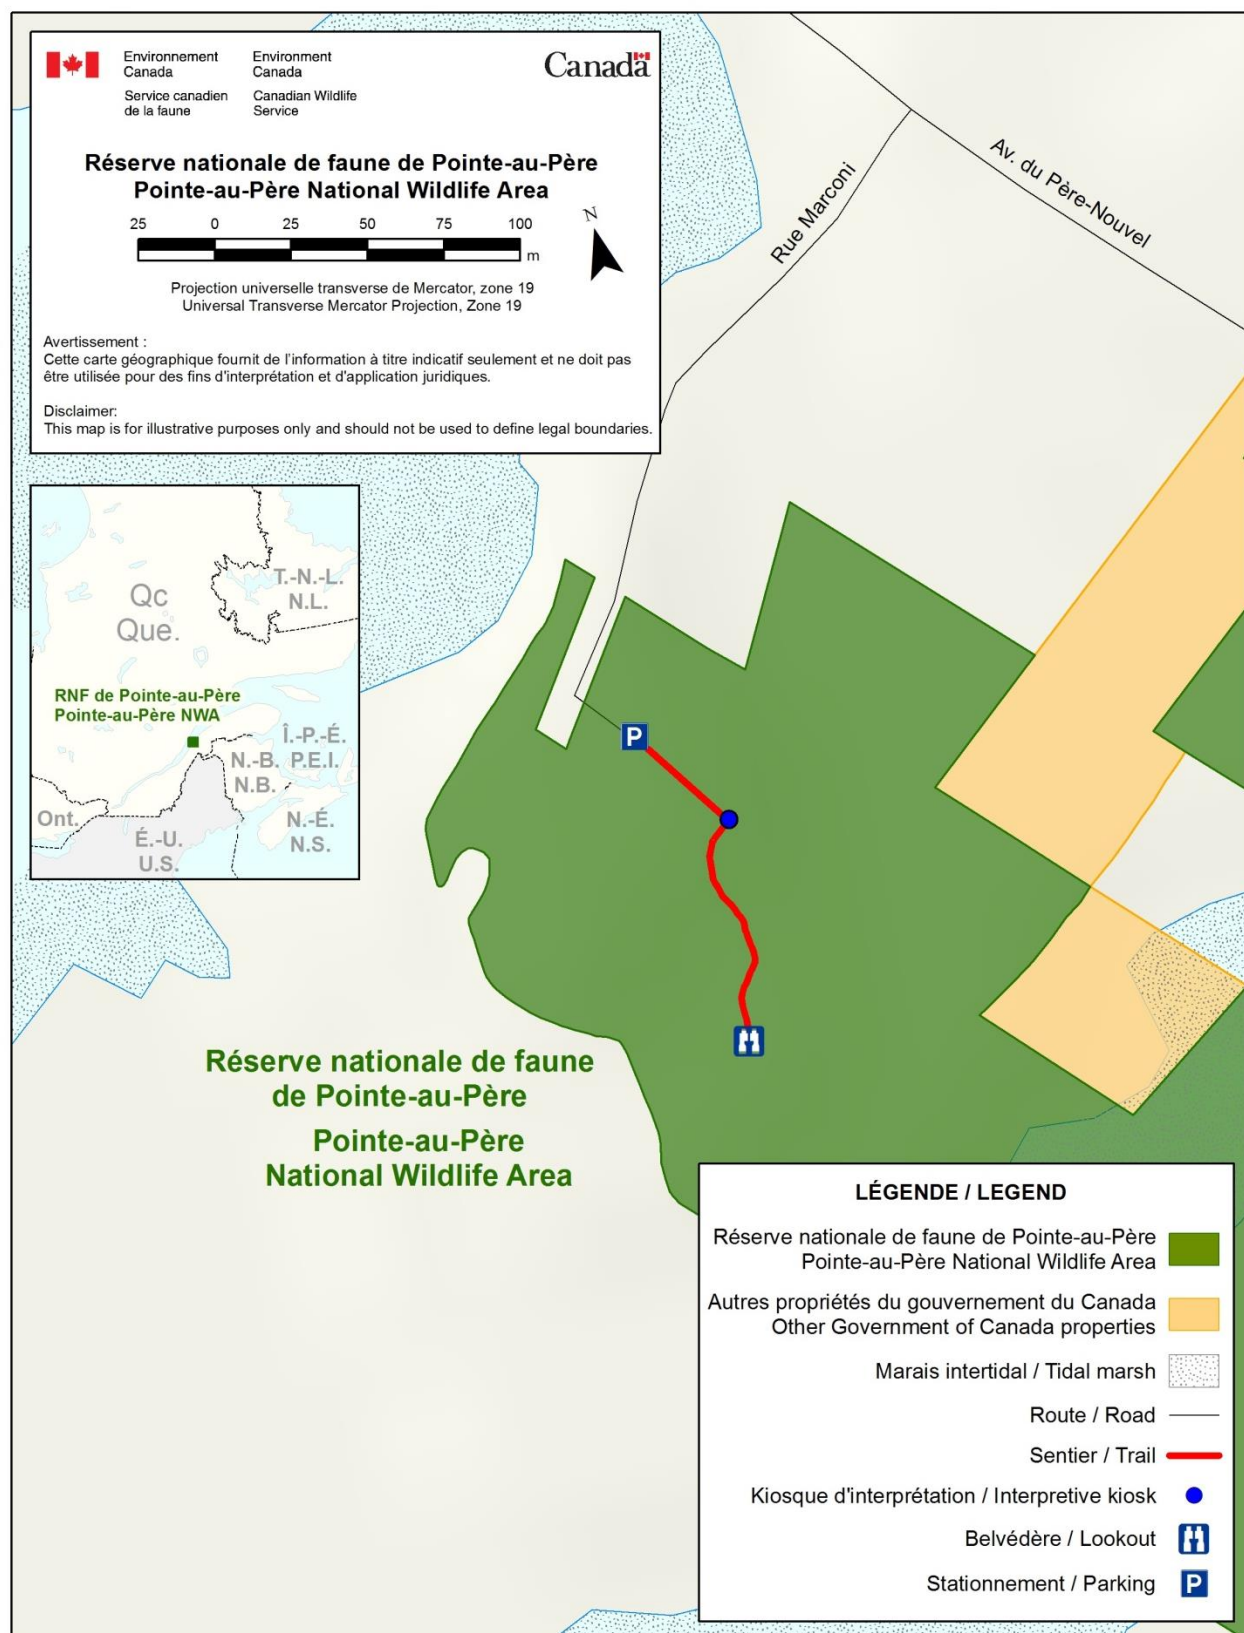 Environnement
Canada
Service canadien
de la faune
Environment
Canada
Canadian Wildlife
Service
Canada
Réserve nationale de faune de Pointe-au-Père
Pointe-au-Père National Wildlife Area
25 0 25 50 75 100
m
N
Projection universelle transverse de Mercator, zone 19
Universal Transverse Mercator Projection, Zone 19
Avertissement :
Cette carte géographique fournit de l'information à titre indicatif seulement et ne doit pas
être utilisée pour des fins d'interprétation et d'application juridiques.
Disclaimer:
This map is for illustrative purposes only and should not be used to define legal boundaries.
Rue Marconi
Av. du Père-Nouvel
Qc
Que.
T.-N.-L.
N.L.
RNF de Pointe-au-Père
Pointe-au-Père NWA
Î.-P.-É.
P.E.I.
N.-B.
N.B.
Ont.
É.-U.
U.S.
N.-É.
N.S.
P
Réserve nationale de faune
de Pointe-au-Père
Pointe-au-Père
National Wildlife Area
LÉGENDE / LEGEND
Réserve nationale de faune de Pointe-au-Père
Pointe-au-Père National Wildlife Area
Autres propriétés du gouvernement du Canada
Other Government of Canada properties
Marais intertidal / Tidal marsh
Route / Road
Sentier / Trail
Kiosque d'interprétation / Interpretive kiosk
Belvédère / Lookout
Stationnement / Parking
P